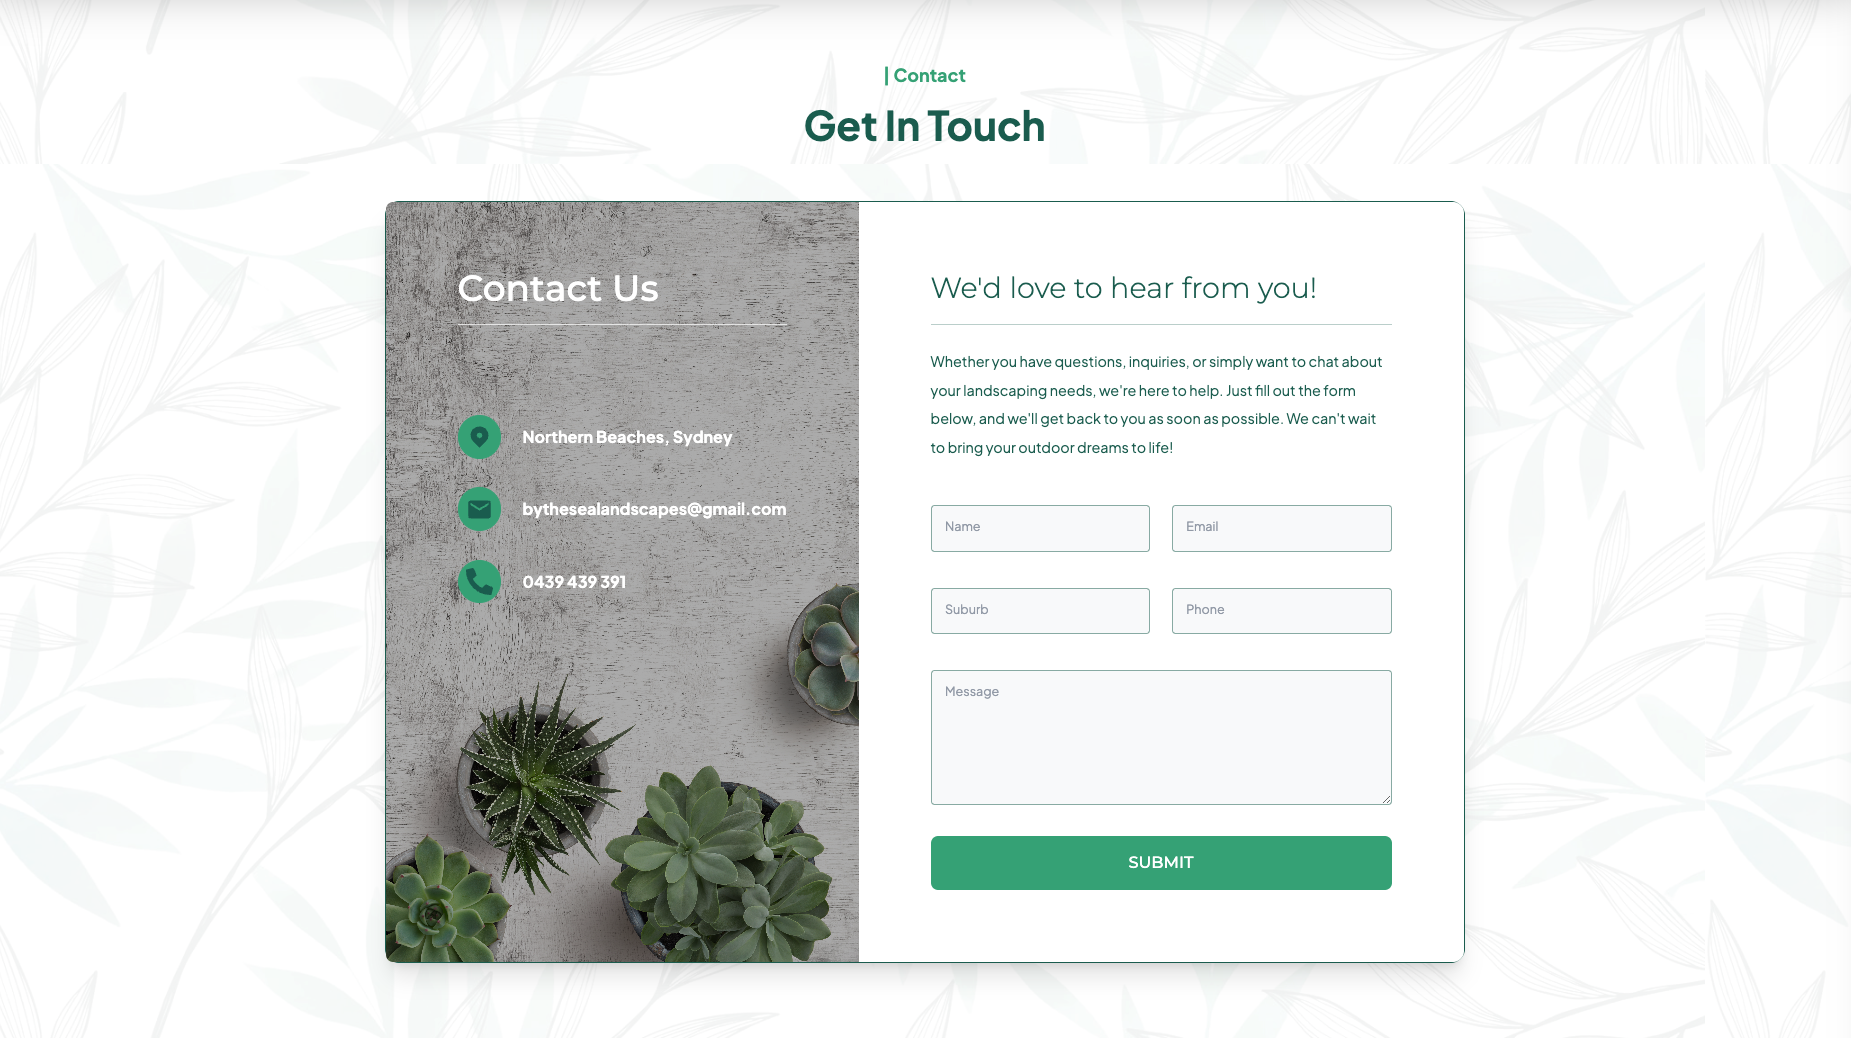 | Contact
Get In Touch
Contact Us
Northern Beaches, Sydney
bythesealandscapes@gmail.com
0439 439 391
We'd love to hear from you!
Whether you have questions, inquiries, or simply want to chat about
your landscaping needs, we're here to help. Just fill out the form
below, and we'll get back to you as soon as possible. We can't wait
to bring your outdoor dreams to life!
Name
Email
Suburb
Phone
Message
SUBMIT